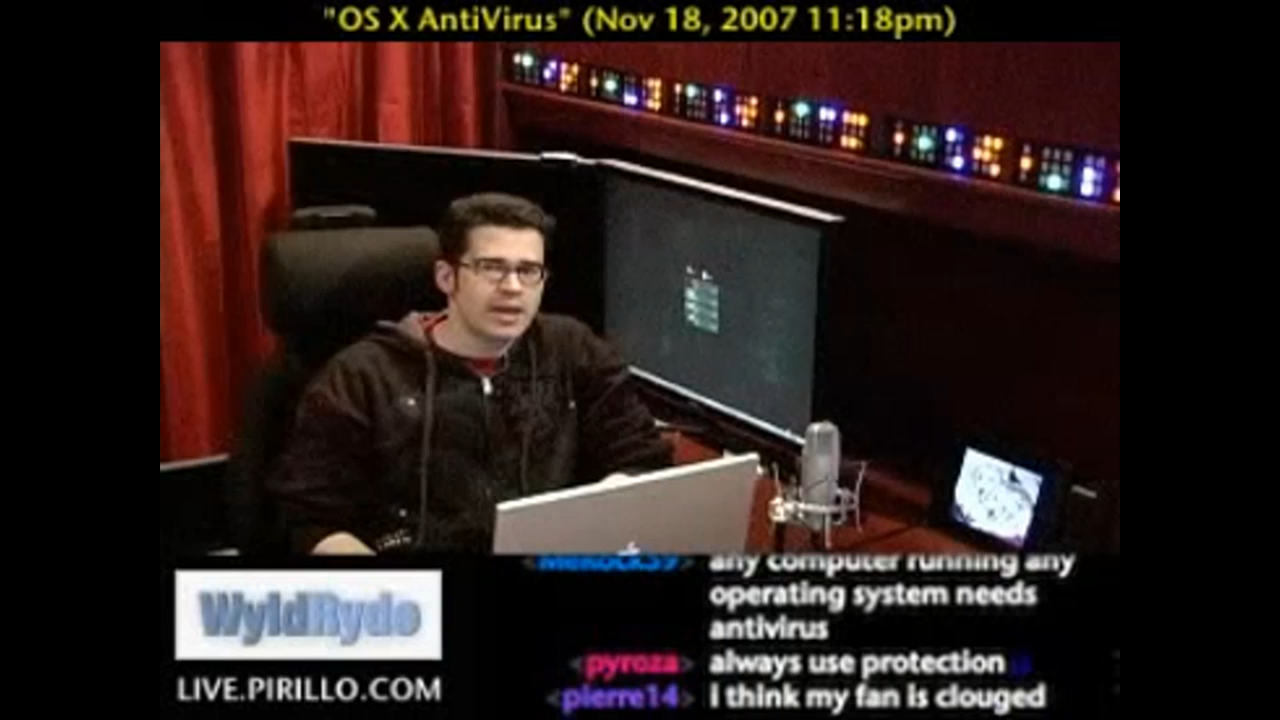 "OS X AntiVirus" (Nov 18, 2007 11:18pm)
WyldRyde
LIVE.PIRILLO.COM
any computer running any
operating system needs
antivirus
<pyroza> always use protection
<pierre14> i think my fan is clouged